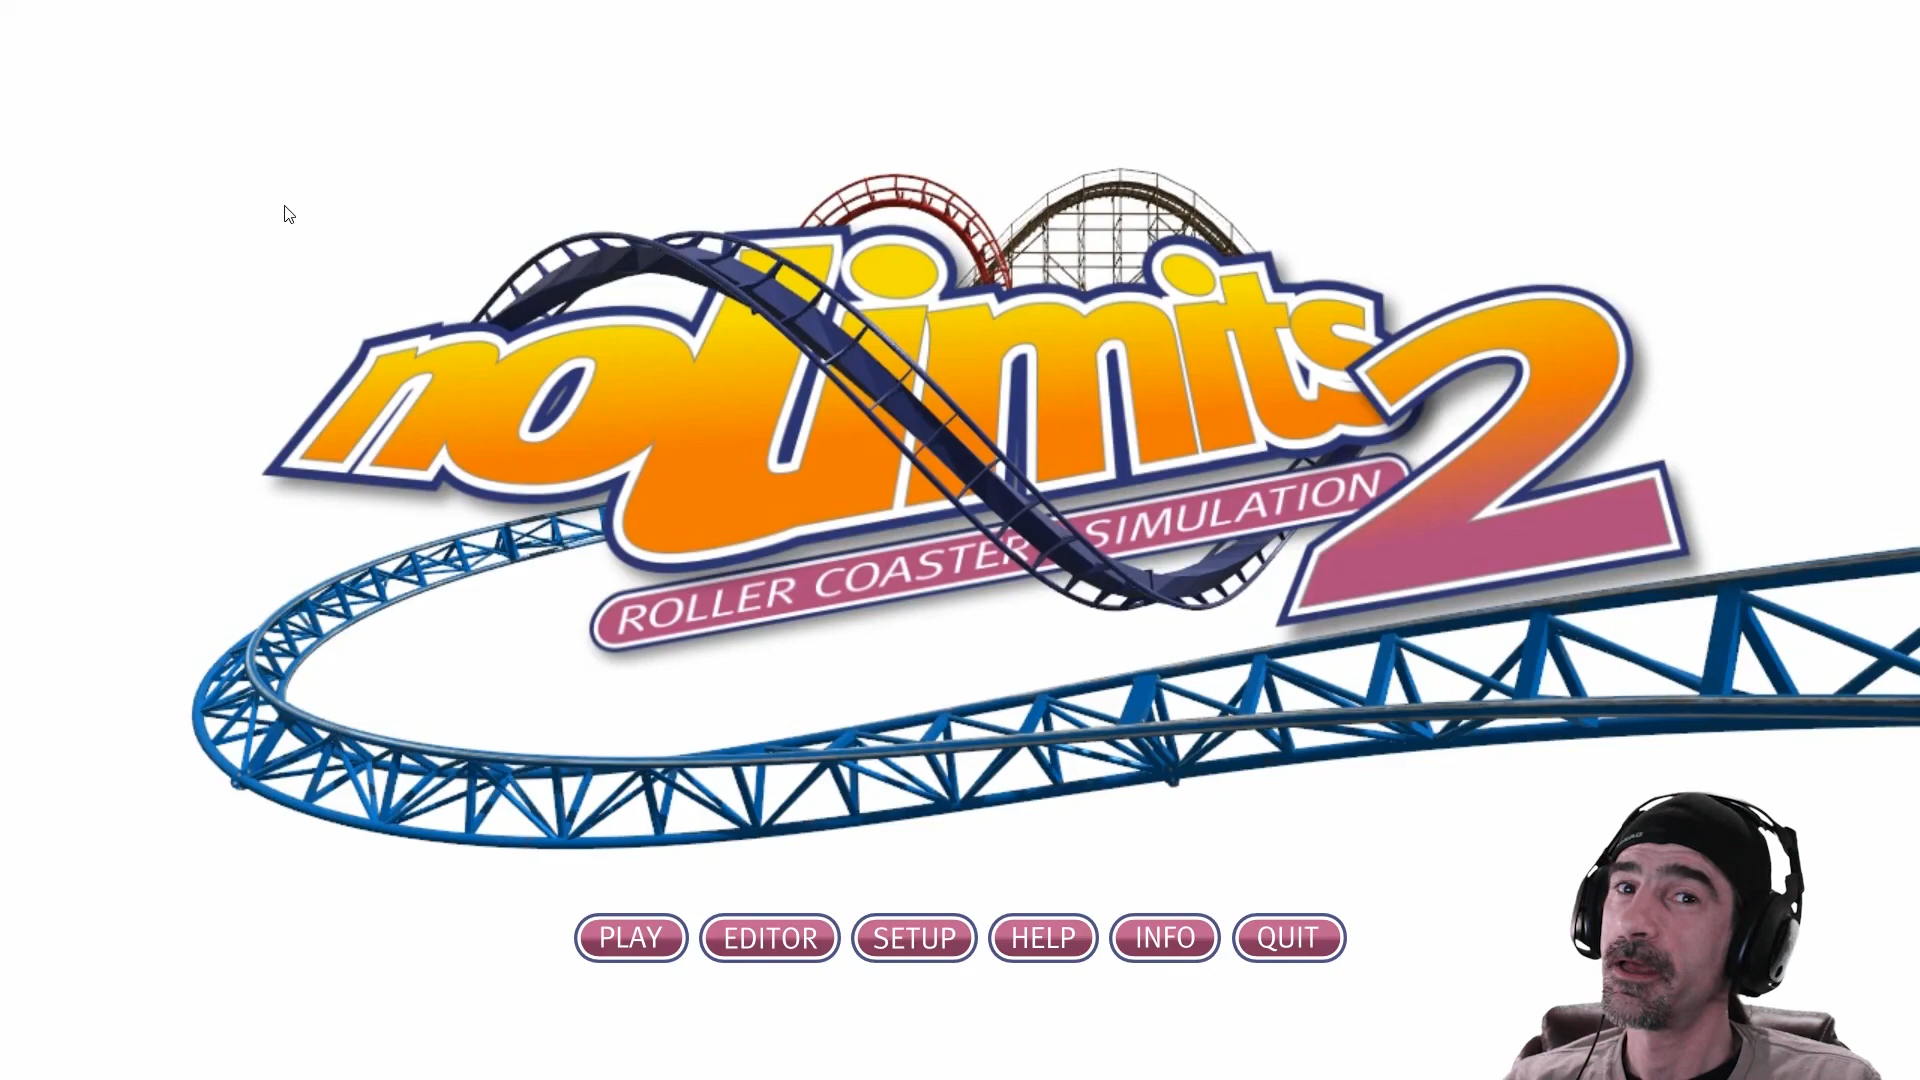 noLimits 2
ROLLER COASTER SIMULATION
PLAY EDITOR SETUP HELP INFO QUIT